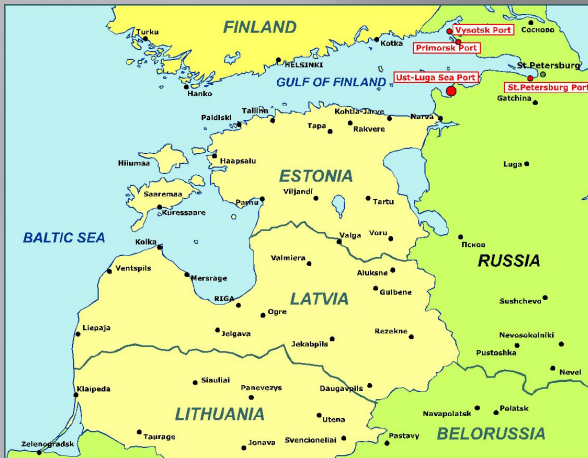 FINLAND
Turku
Kotka
HELSINKI
Hanko
GULF OF FINLAND
Vysotsk Port
Primorsk Port
Сосново
St.Petersburg
Ust-Luga Sea Port
St.Petersburg Port
Gatchina
Tallinn
Paldiski
Kohtla-Jarve
Narva
Tapa
Rakvere
Hiiumaa
Haapsalu
Luga
ESTONIA
Saaremaa
Viljandi
Tartu
Kuressaare
Parnu
BALTIC SEA
Kolka
Valga
Voru
Псков
Valmiera
RUSSIA
Ventspils
Mersrage
Aluksne
Gulbene
RIGA
LATVIA
Sushchevo
Ogre
Liepaja
Jelgava
Jekabpils
Rezekne
Nevosokolniki
Pustoshka
Nevel
Siauliai
Daugavpils
Klaipeda
Panevezys
LITHUANIA
Utena
Navapolatsk
Polatsk
Taurage
Svencioneliai
Pastavy
BELORUSSIA
Zelenogradsk
Jonava